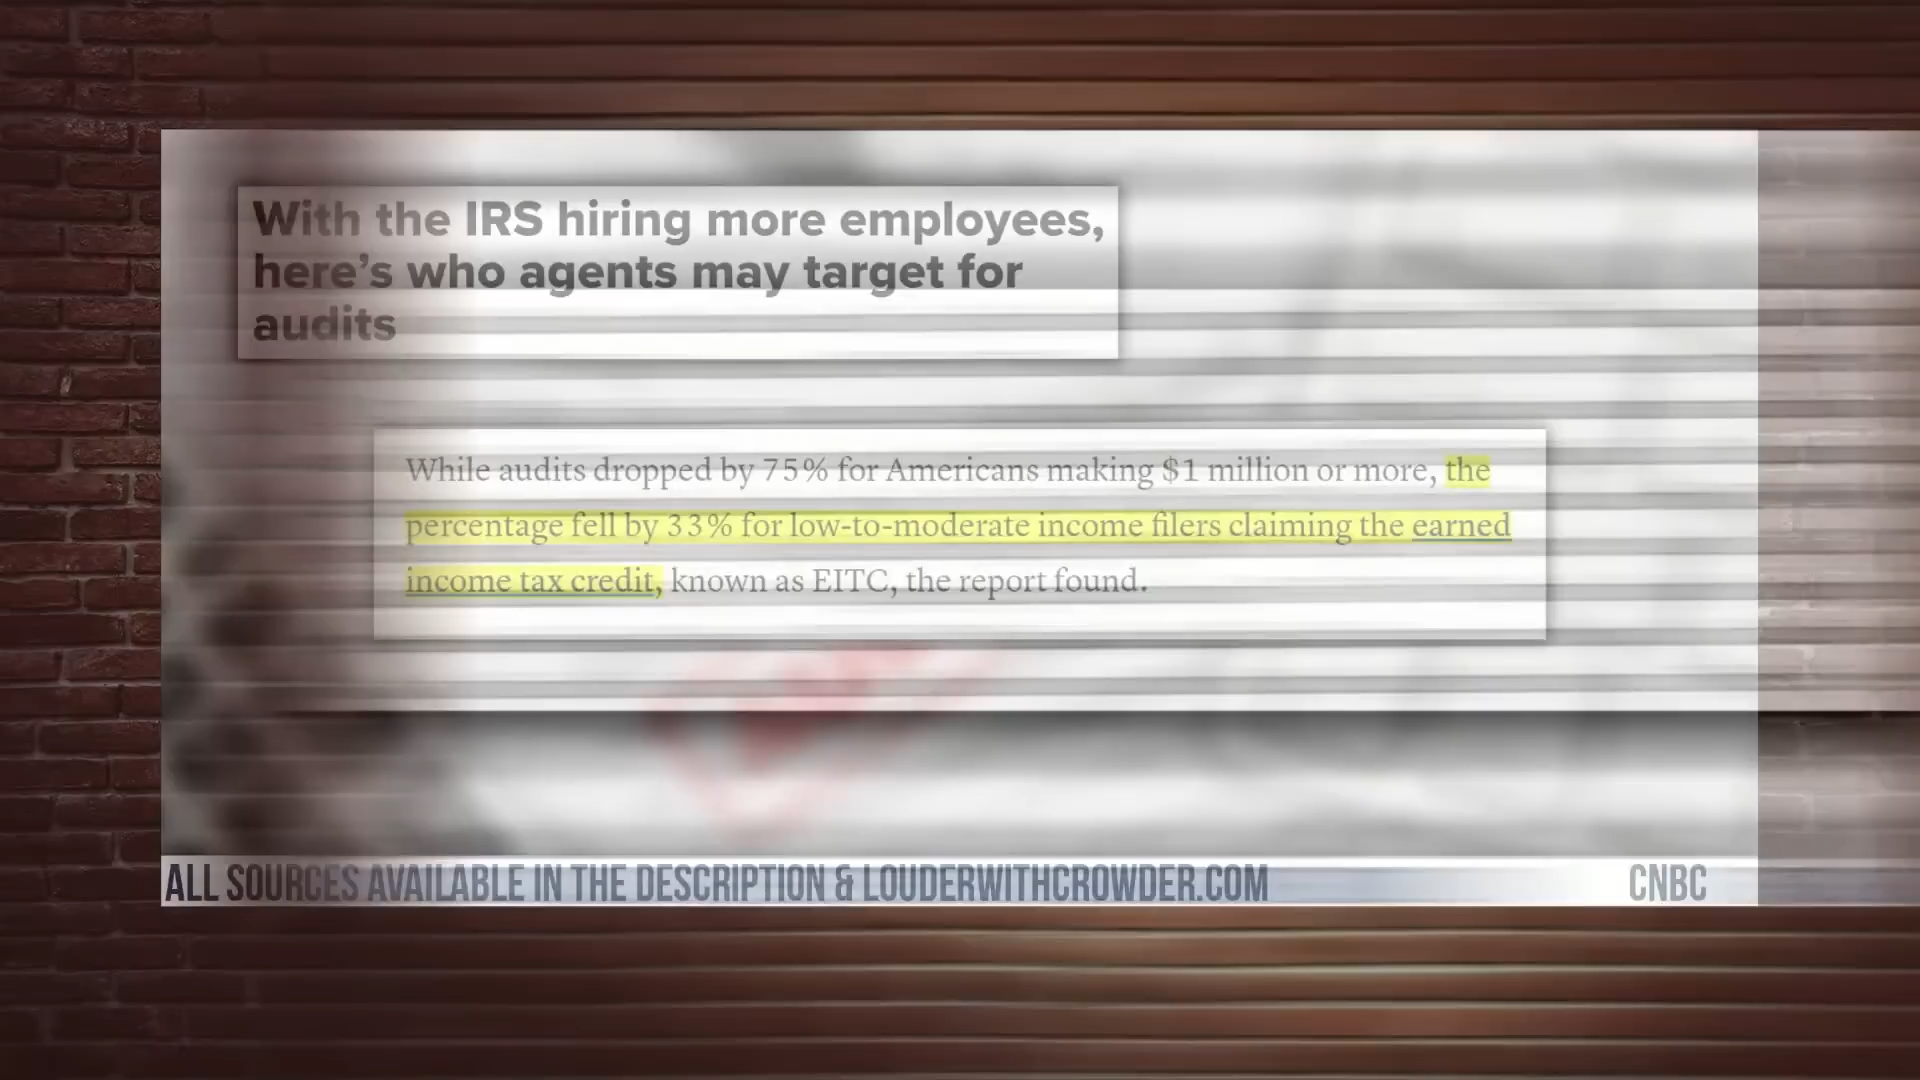 With the IRS hiring more employees,
here's who agents may target for
audits
While audits dropped by 75% for Americans making $1 million or more, the
percentage fell by 33% for low-to-moderate income filers claiming the earned
income tax credit, known as EITC, the report found.
ALL SOURCES AVAILABLE IN THE DESCRIPTION & LOUDERWITHCROWDER.COM
CNBC